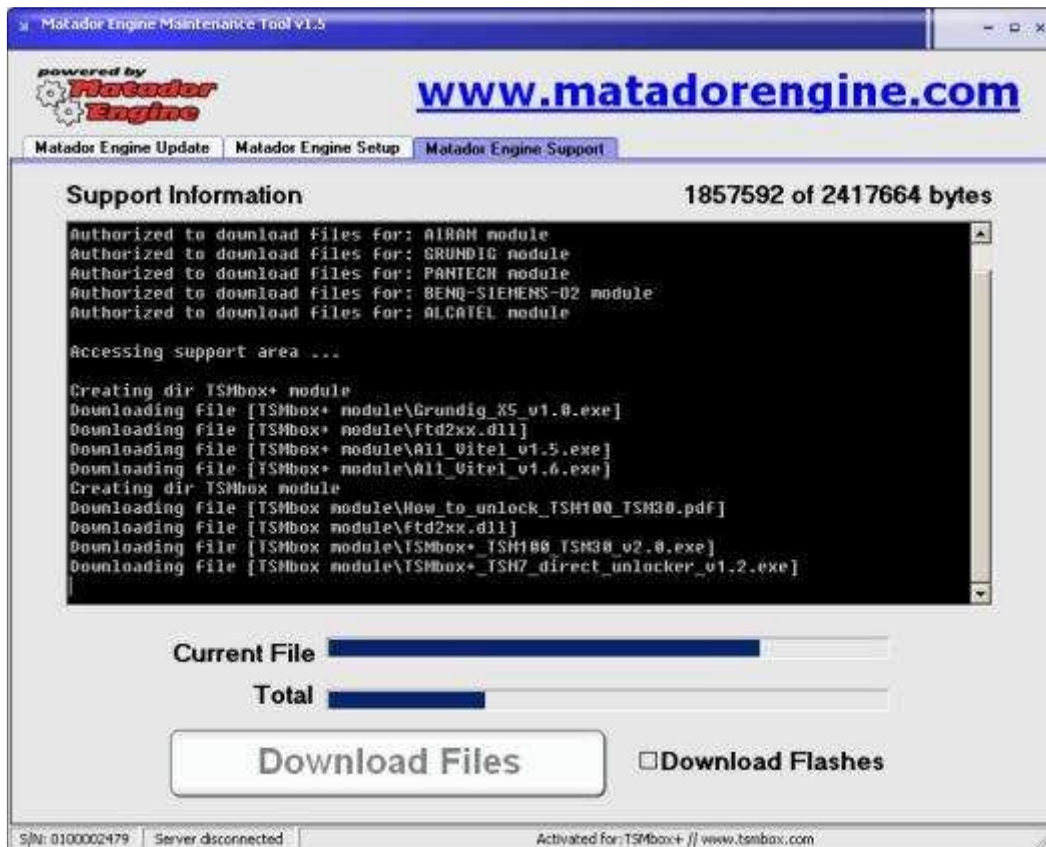 Matador Engine Maintenance Tool v1.5
powered by
Matador
Engine
www.matadorengine.com
Matador Engine Update Matador Engine Setup Matador Engine Support
Support Information 1857592 of 2417664 bytes
Authorized to download files for: AIRAM module
Authorized to download files for: GRUNDIG module
Authorized to download files for: PANTECH module
Authorized to download files for: BENQ-SIEMENS-O2 module
Authorized to download files for: ALCATEL module
Accessing support area ...
Creating dir TSMbox+ module
Downloading file [TSMbox+ module\Grundig_X5_v1.0.exe]
Downloading file [TSMbox+ module\ftd2xx.dll]
Downloading file [TSMbox+ module\All_Vitel_v1.5.exe]
Downloading file [TSMbox+ module\All_Vitel_v1.6.exe]
Creating dir TSMbox module
Downloading file [TSMbox module\How_to_unlock_TSM100_TSM30.pdf]
Downloading file [TSMbox module\ftd2xx.dll]
Downloading file [TSMbox module\TSMbox+_TSM100_TSM30_v2.0.exe]
Downloading file [TSMbox module\TSMbox+_TSM7_direct_unlocker_v1.2.exe]
Current File
Total
Download Files Download Flashes
S/N: 0100002479 Server disconnected Activated for:TSMbox+ // www.tsmbox.com